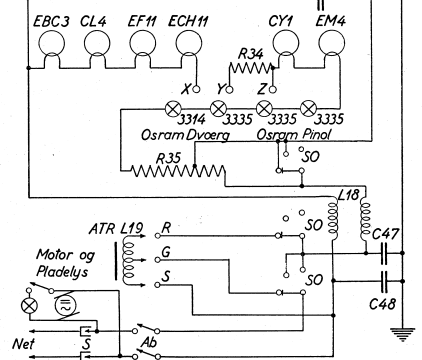 EBC3 CL4 EF11 ECH11 CY1 EM4
R34
X Y Z
3314 3335 3335 3335
Osram Dvoerg Osram Pinol
R35 SO
L18
ATR L19 R SO
C47
Motor og
Pladelys
G
SO
S
C48
Net S Ab